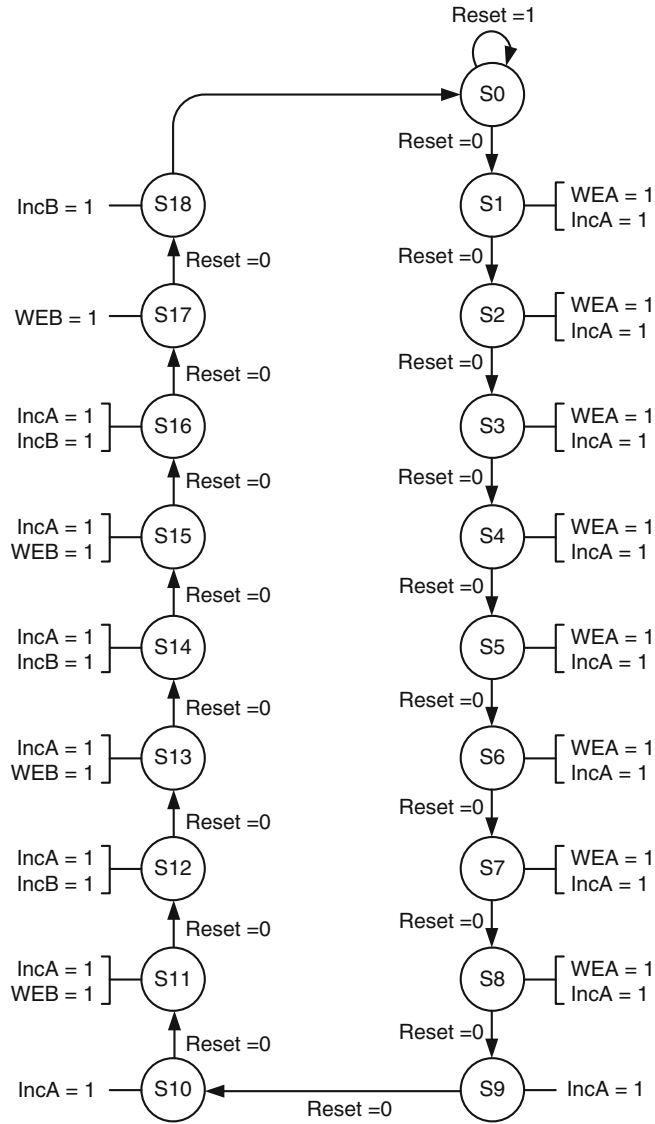 Reset =1
S0
Reset =0
IncB = 1
S18
S1
WEA = 1
IncA = 1
Reset =0
Reset =0
WEB = 1
S17
S2
WEA = 1
IncA = 1
Reset =0
Reset =0
IncA = 1
IncB = 1
S16
S3
WEA = 1
IncA = 1
Reset =0
Reset =0
IncA = 1
WEB = 1
S15
S4
WEA = 1
IncA = 1
Reset =0
Reset =0
IncA = 1
IncB = 1
S14
S5
WEA = 1
IncA = 1
Reset =0
Reset =0
IncA = 1
WEB = 1
S13
S6
WEA = 1
IncA = 1
Reset =0
Reset =0
IncA = 1
IncB = 1
S12
S7
WEA = 1
IncA = 1
Reset =0
Reset =0
IncA = 1
WEB = 1
S11
S8
WEA = 1
IncA = 1
Reset =0
Reset =0
IncA = 1
S10
S9
IncA = 1
Reset =0